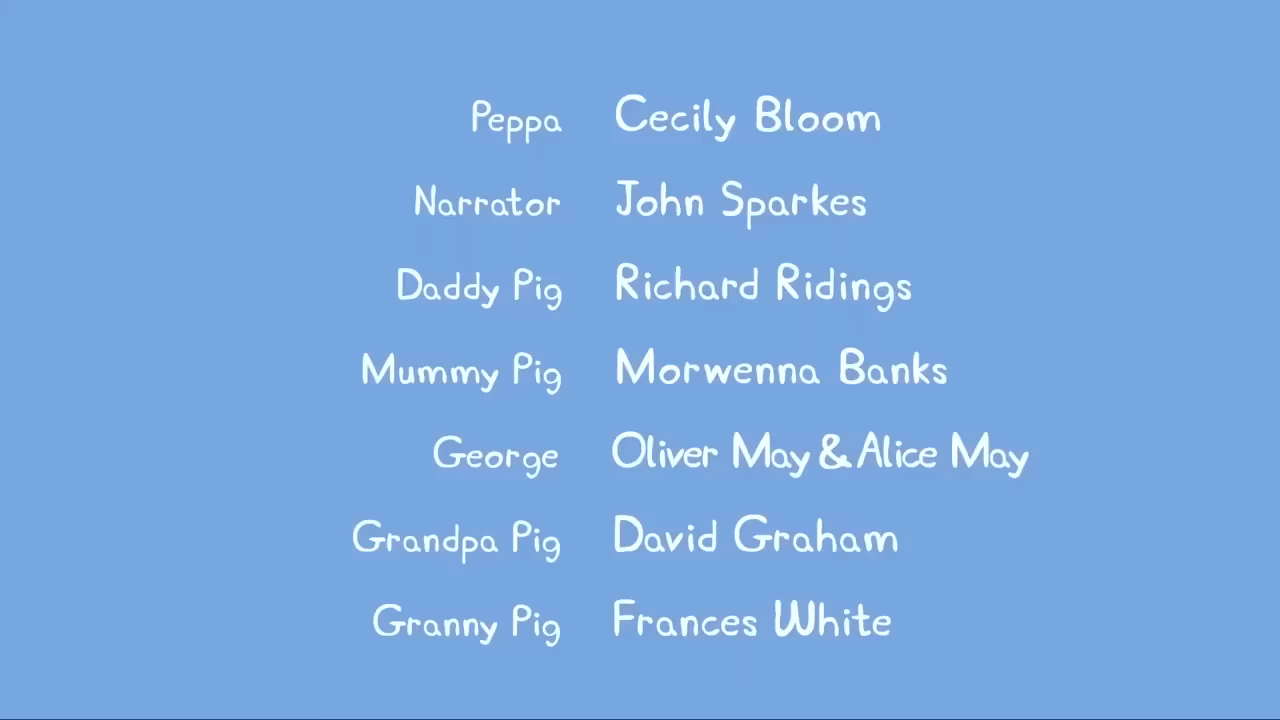 Peppa Cecily Bloom
Narrator John Sparkes
Daddy Pig Richard Ridings
Mummy Pig Morwenna Banks
George Oliver May & Alice May
Grandpa Pig David Graham
Granny Pig Frances White